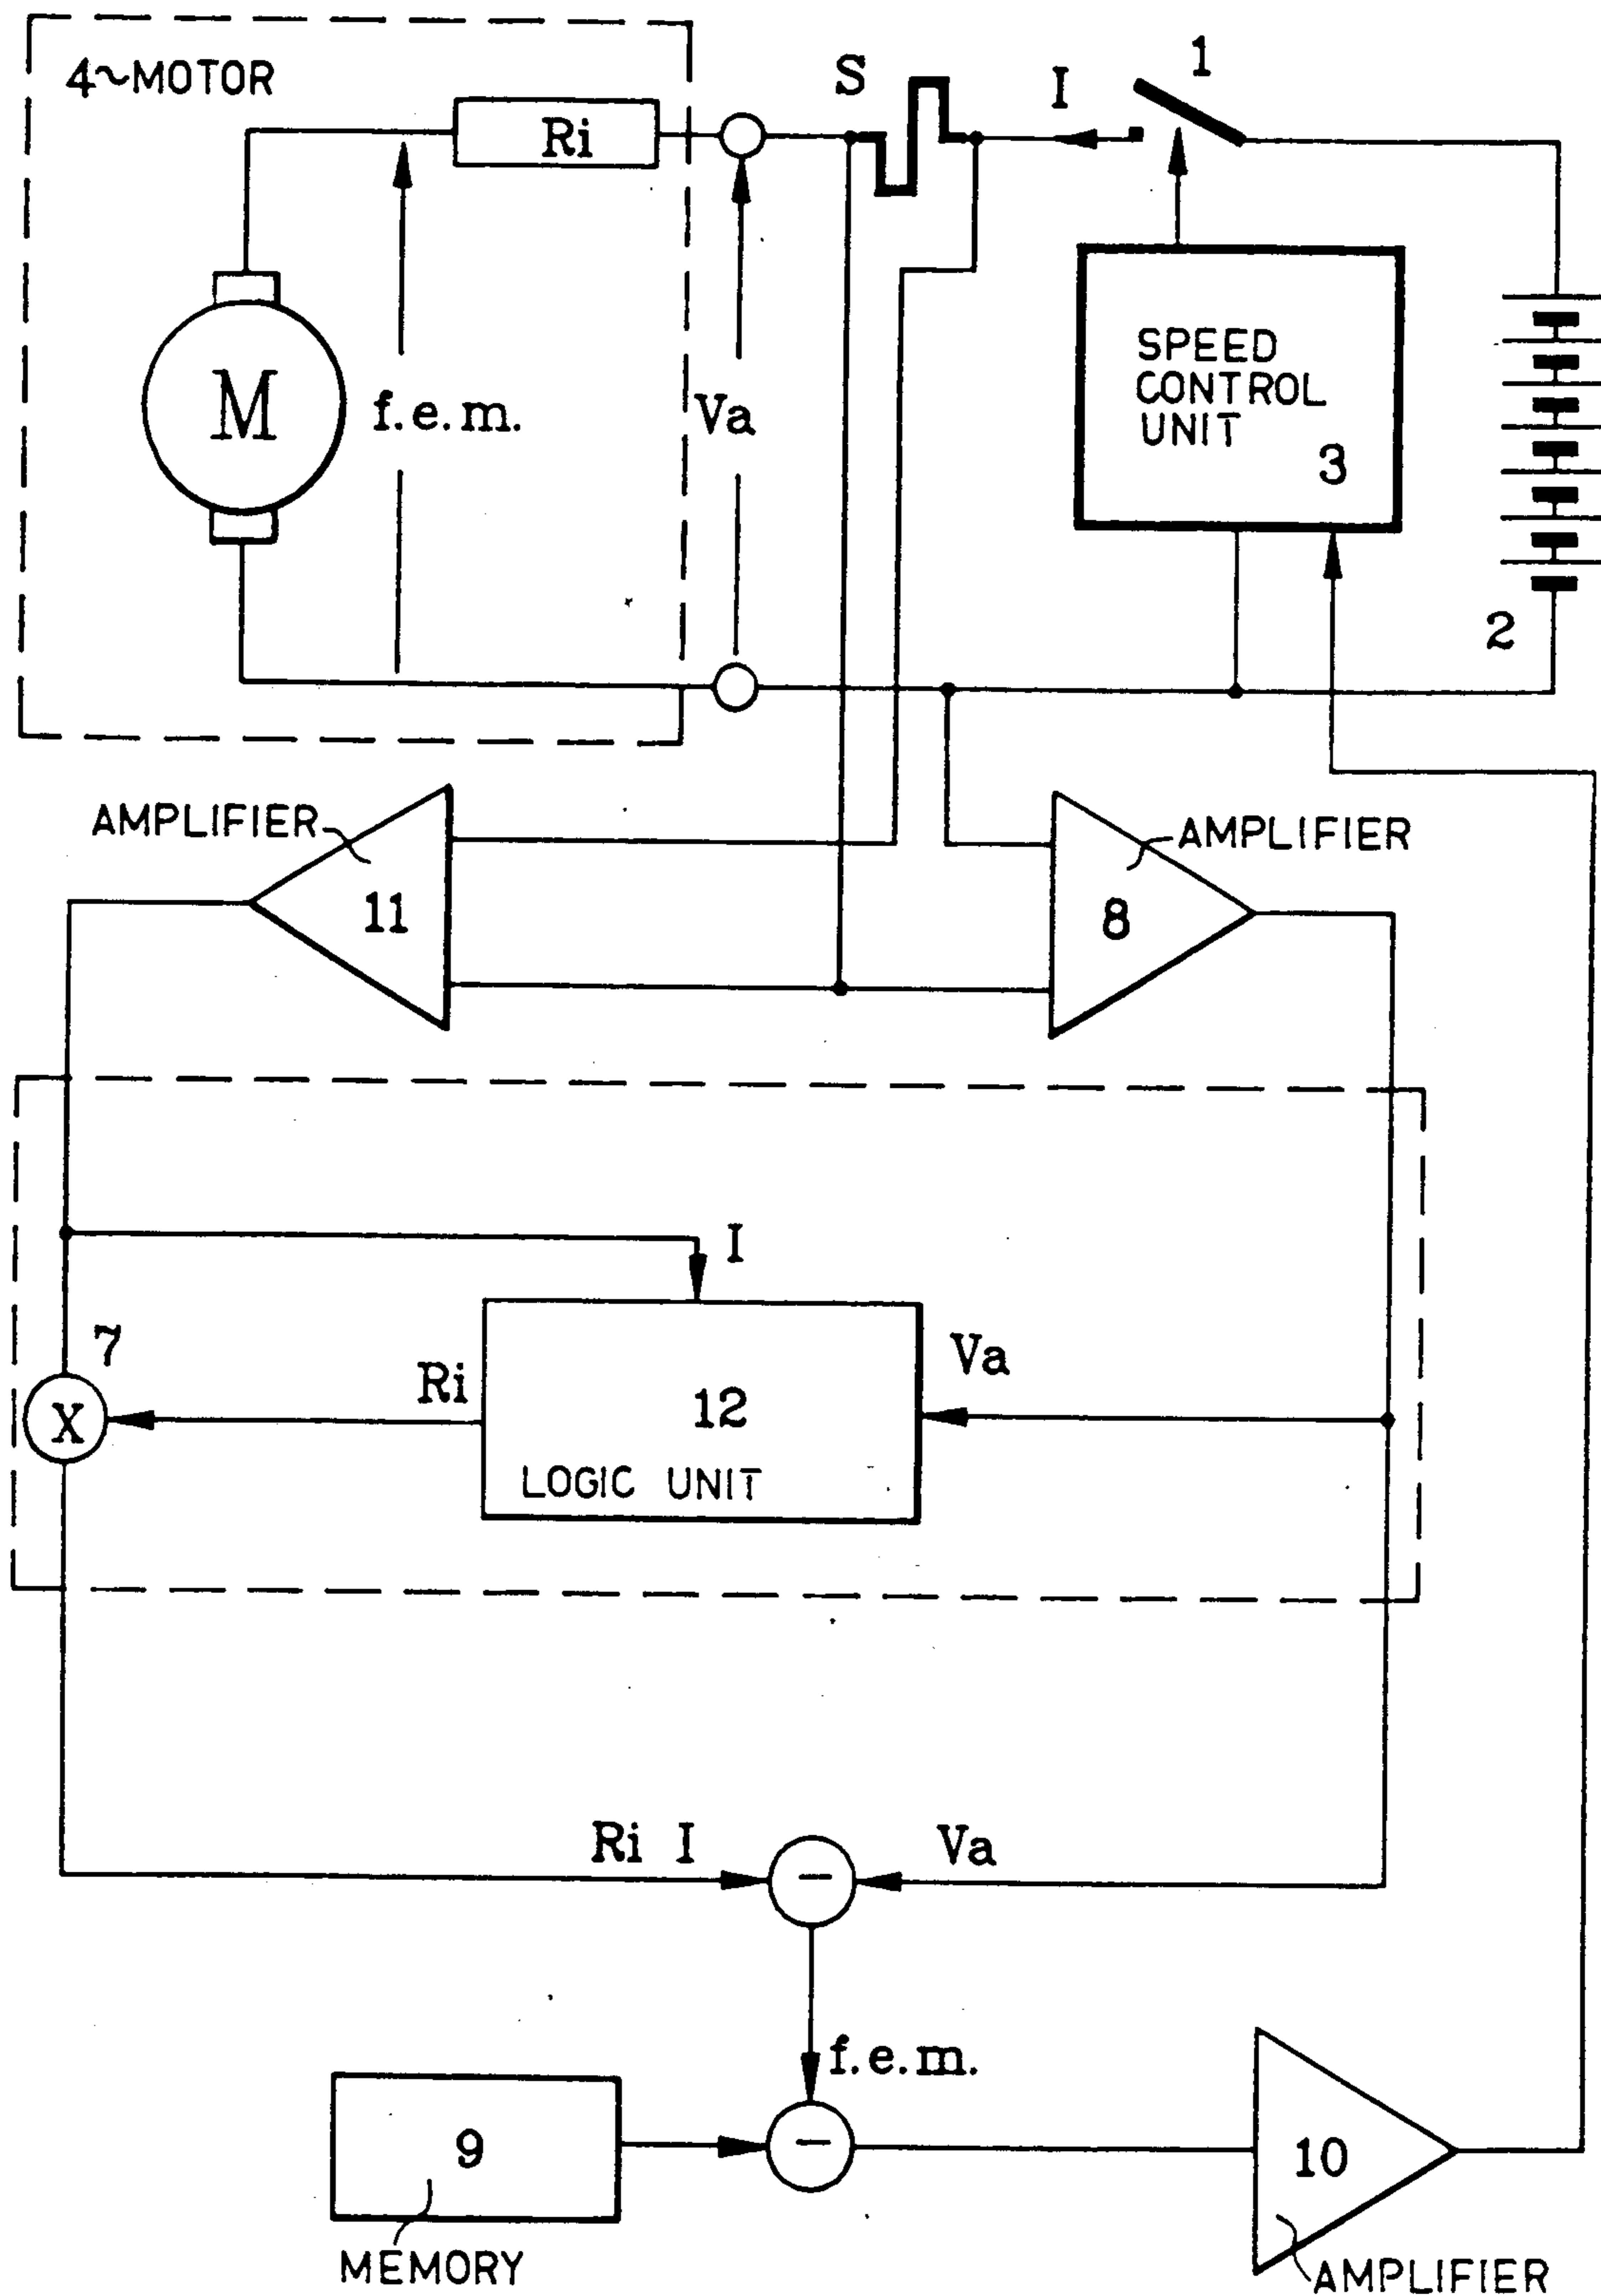 4~MOTOR
Ri
S
I
1
M
f.e.m.
Va
SPEED
CONTROL
UNIT
3
2
AMPLIFIER
11
AMPLIFIER
8
I
7
X
Ri
12
LOGIC UNIT
Va
Ri I
−
Va
f.e.m.
9
−
10
MEMORY
AMPLIFIER